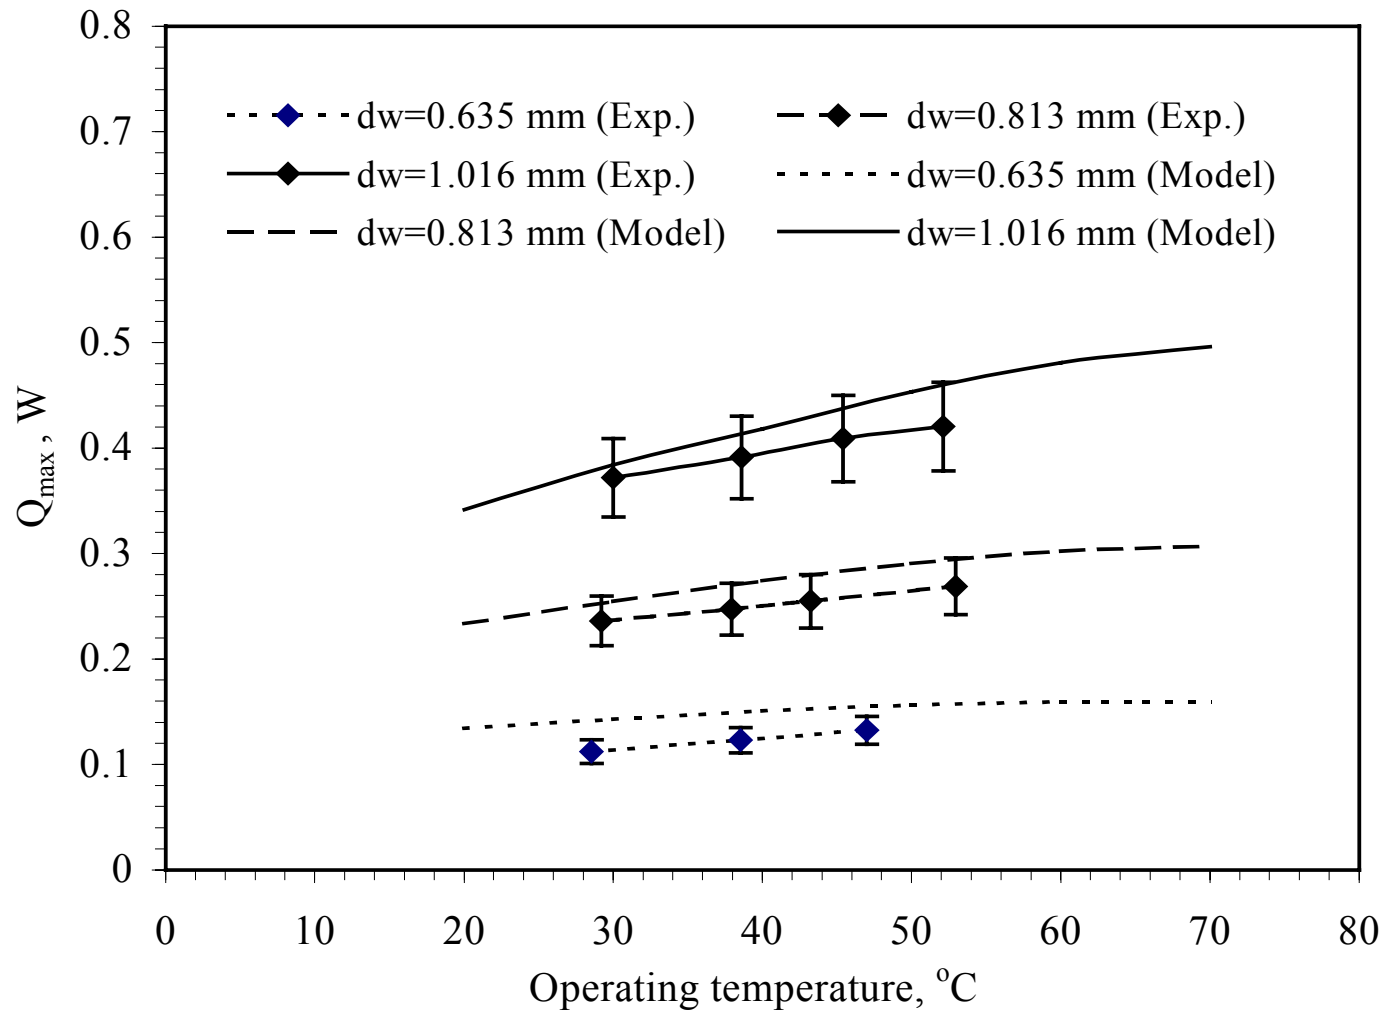 0.8
0.7
0.6
0.5
0.4
0.3
0.2
0.1
0
Qmax, W
dw=0.635 mm (Exp.) dw=0.813 mm (Exp.)
dw=1.016 mm (Exp.) dw=0.635 mm (Model)
dw=0.813 mm (Model) dw=1.016 mm (Model)
0 10 20 30 40 50 60 70 80
Operating temperature, °C